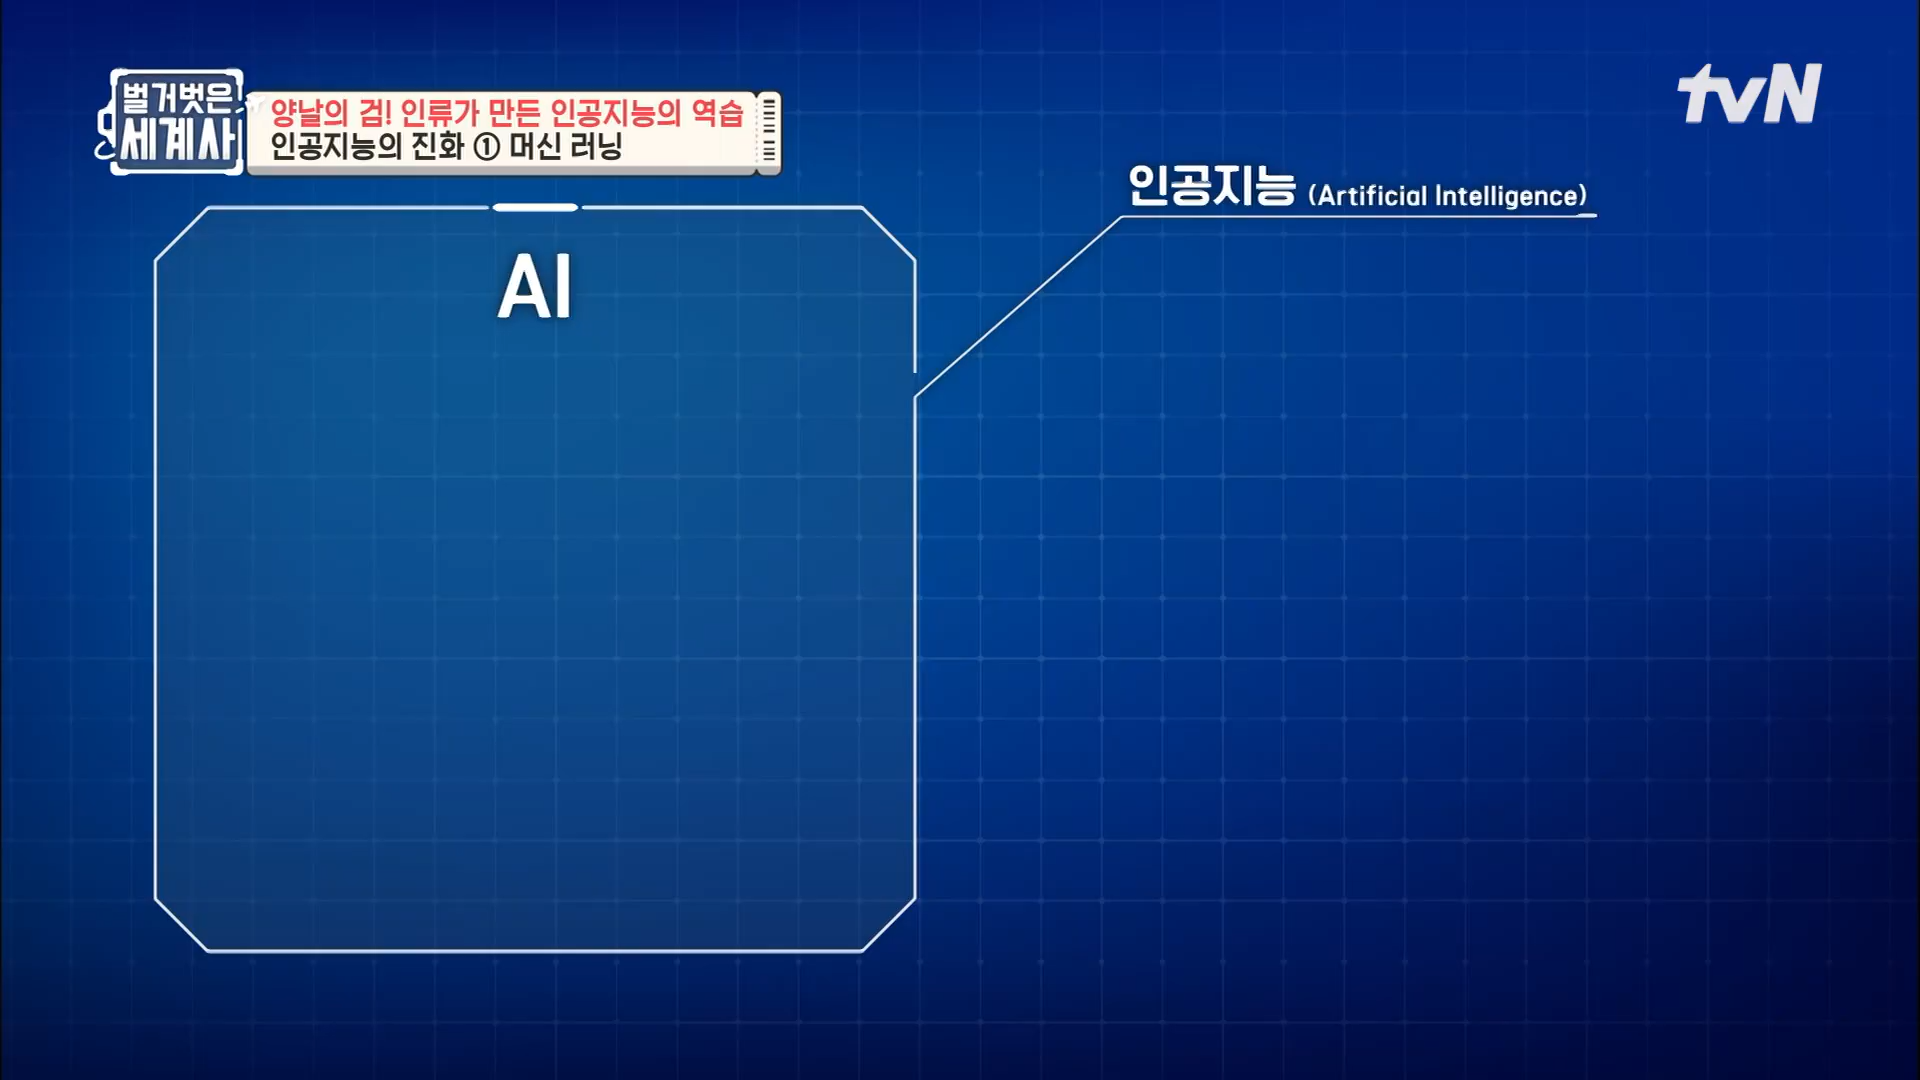 벌거벗은
세계사
양날의 검! 인류가 만든 인공지능의 역습
인공지능의 진화 ① 머신 러닝
tvN
인공지능 (Artificial Intelligence)
AI